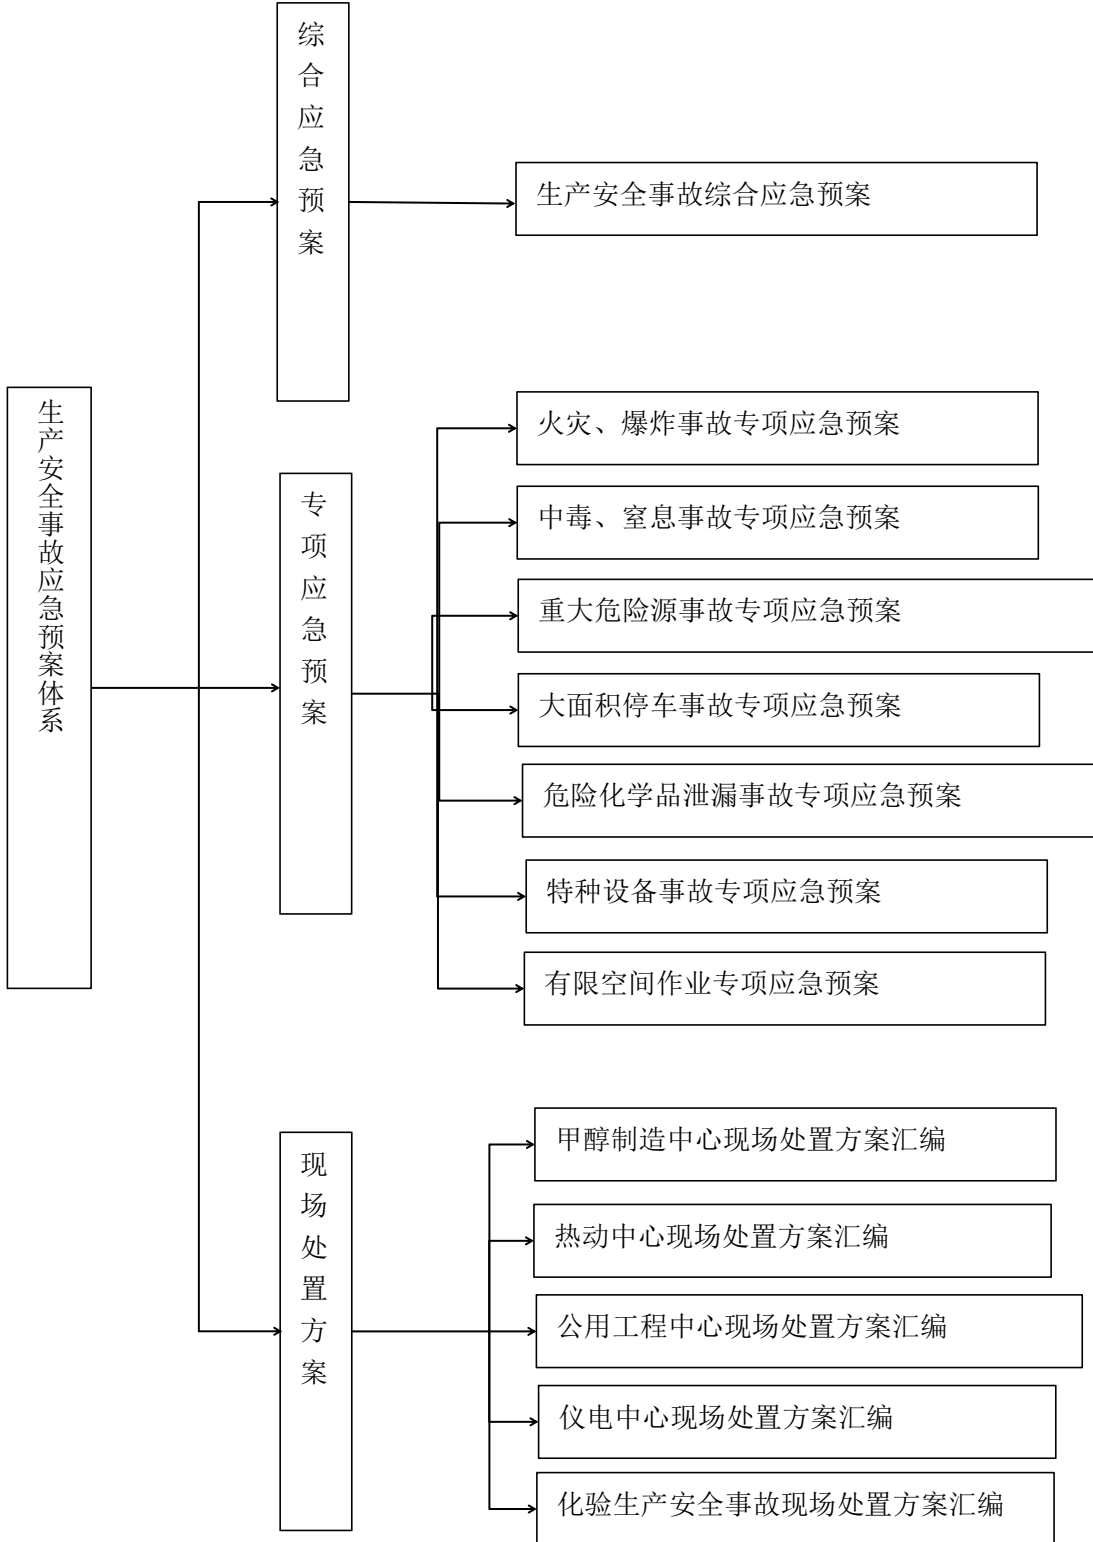 生产安全事故应急预案体系
综合应急预案
生产安全事故综合应急预案
专项应急预案
火灾、爆炸事故专项应急预案
中毒、窒息事故专项应急预案
重大危险源事故专项应急预案
大面积停车事故专项应急预案
危险化学品泄漏事故专项应急预案
特种设备事故专项应急预案
有限空间作业专项应急预案
现场处置方案
甲醇制造中心现场处置方案汇编
热动中心现场处置方案汇编
公用工程中心现场处置方案汇编
仪电中心现场处置方案汇编
化验生产安全事故现场处置方案汇编